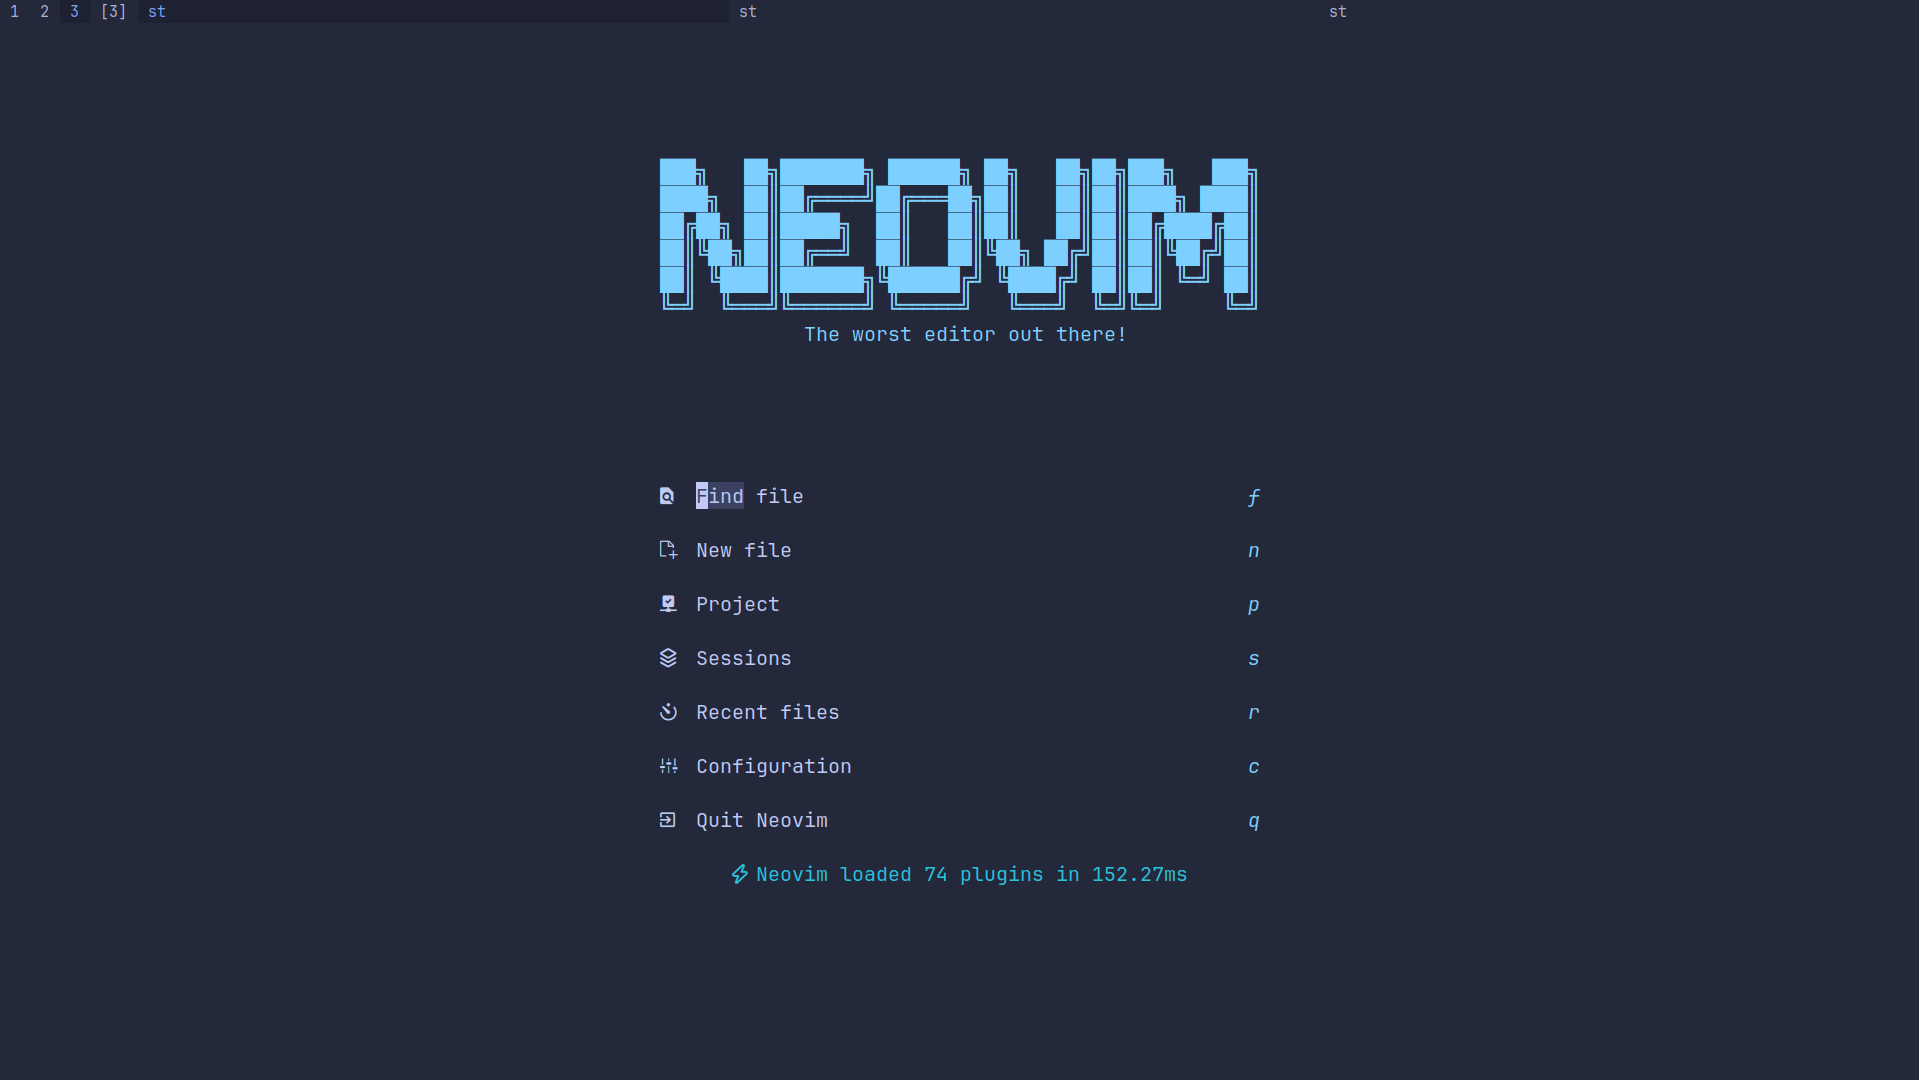 1 2 3 [3] st st st
NEOVIM
The worst editor out there!
Find file f
New file n
Project p
Sessions s
Recent files r
Configuration c
Quit Neovim q
Neovim loaded 74 plugins in 152.27ms